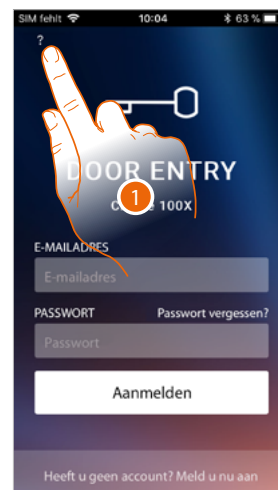 SIM fehlt 10:04 63 %
?
DOOR ENTRY
100X
1
E-MAILADRES
E-mailadres
PASSWORT Passwort vergessen?
Passwort
Aanmelden
Heeft u geen account? Meld u nu aan